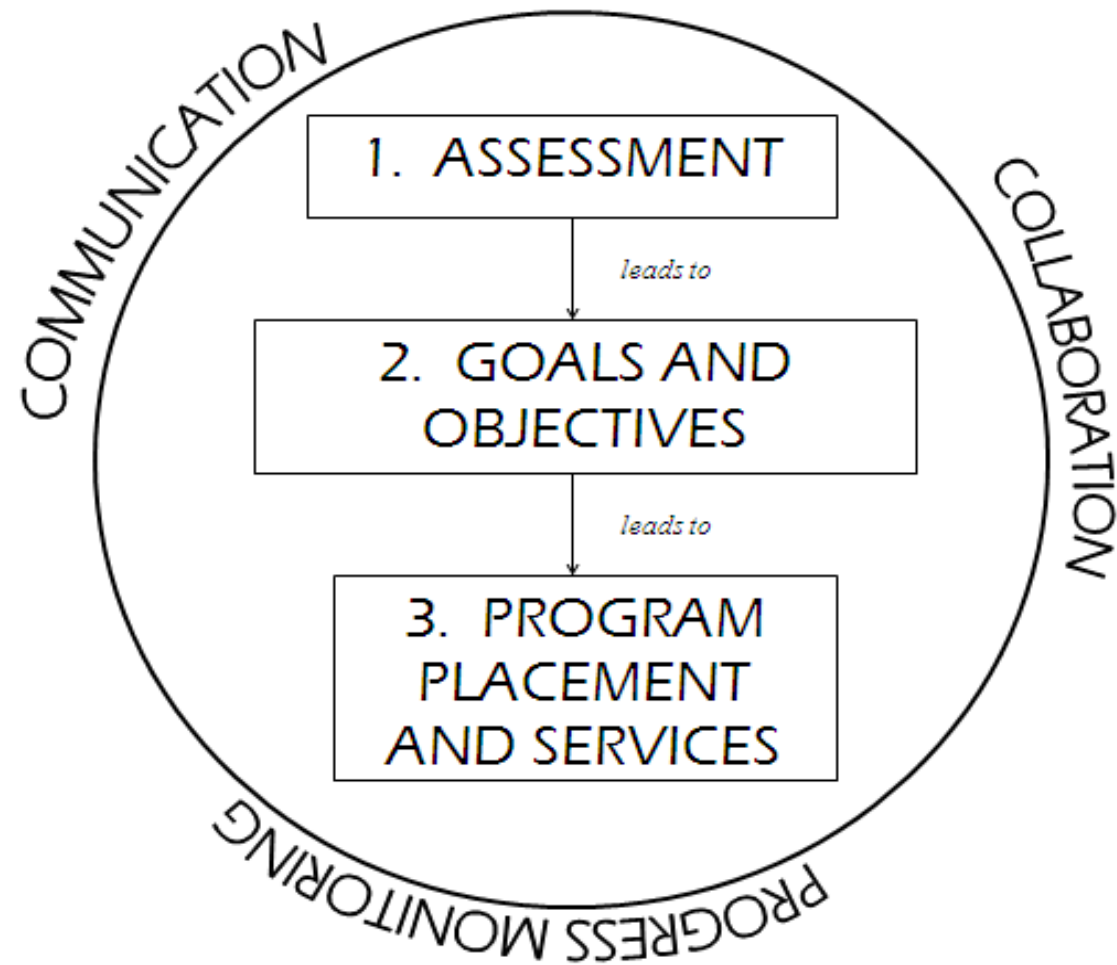 COMMUNICATION
COLLABORATION
1. ASSESSMENT
leads to
2. GOALS AND
OBJECTIVES
leads to
3. PROGRAM
PLACEMENT
AND SERVICES
PROGRESS MONITORING